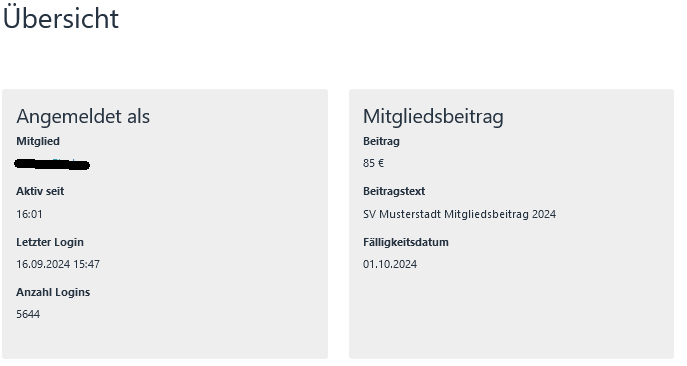 Übersicht
Angemeldet als
Mitglied
Aktiv seit
16:01
Letzter Login
16.09.2024 15:47
Anzahl Logins
5644
Mitgliedsbeitrag
Beitrag
85 €
Beitragstext
SV Musterstadt Mitgliedsbeitrag 2024
Fälligkeitsdatum
01.10.2024